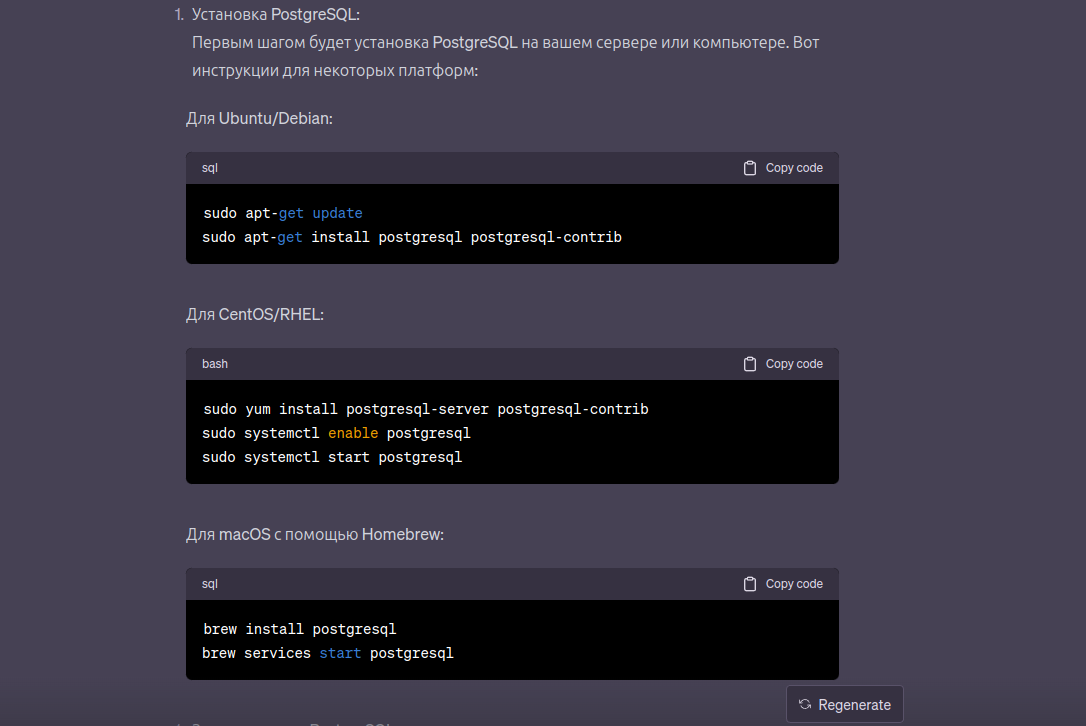 1. Установка PostgreSQL:
Первым шагом будет установка PostgreSQL на вашем сервере или компьютере. Вот
инструкции для некоторых платформ:
Для Ubuntu/Debian:
sql Copy code
sudo apt-get update
sudo apt-get install postgresql postgresql-contrib
Для CentOS/RHEL:
bash Copy code
sudo yum install postgresql-server postgresql-contrib
sudo systemctl enable postgresql
sudo systemctl start postgresql
Для macOS с помощью Homebrew:
sql Copy code
brew install postgresql
brew services start postgresql
Regenerate